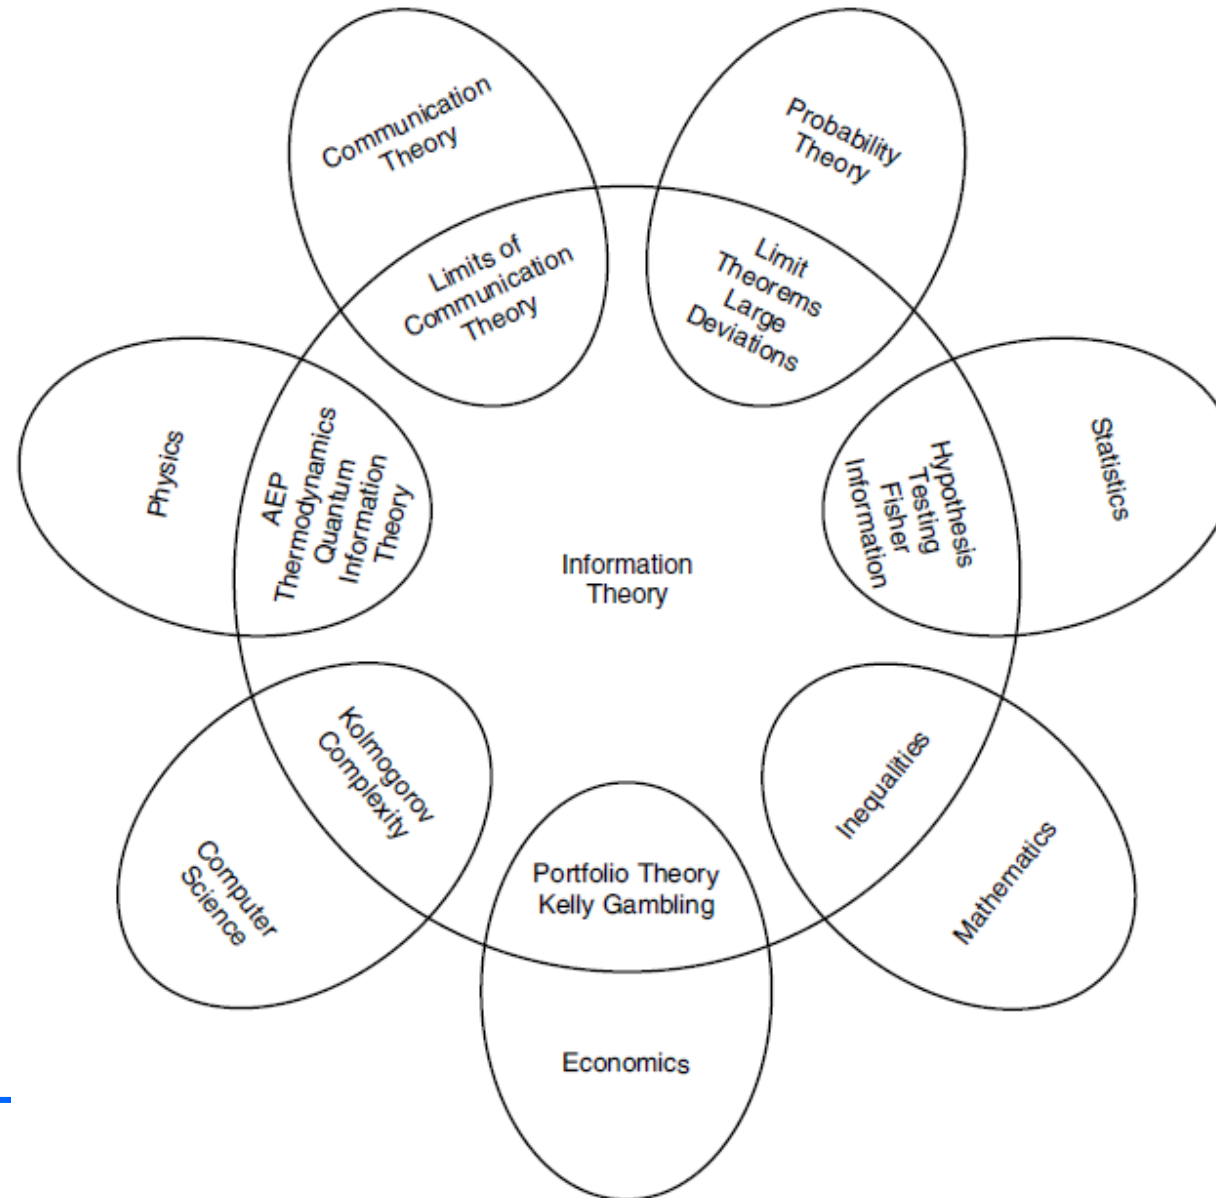 Communication
Theory
Probability
Theory
Limits of
Communication
Theory
Limit
Theorems
Large
Deviations
Physics
AEP
Thermodynamics
Quantum
Information
Theory
Hypothesis
Testing
Fisher
Information
Statistics
Information
Theory
Kolmogorov
Complexity
Computer
Science
Inequalities
Mathematics
Portfolio Theory
Kelly Gambling
Economics